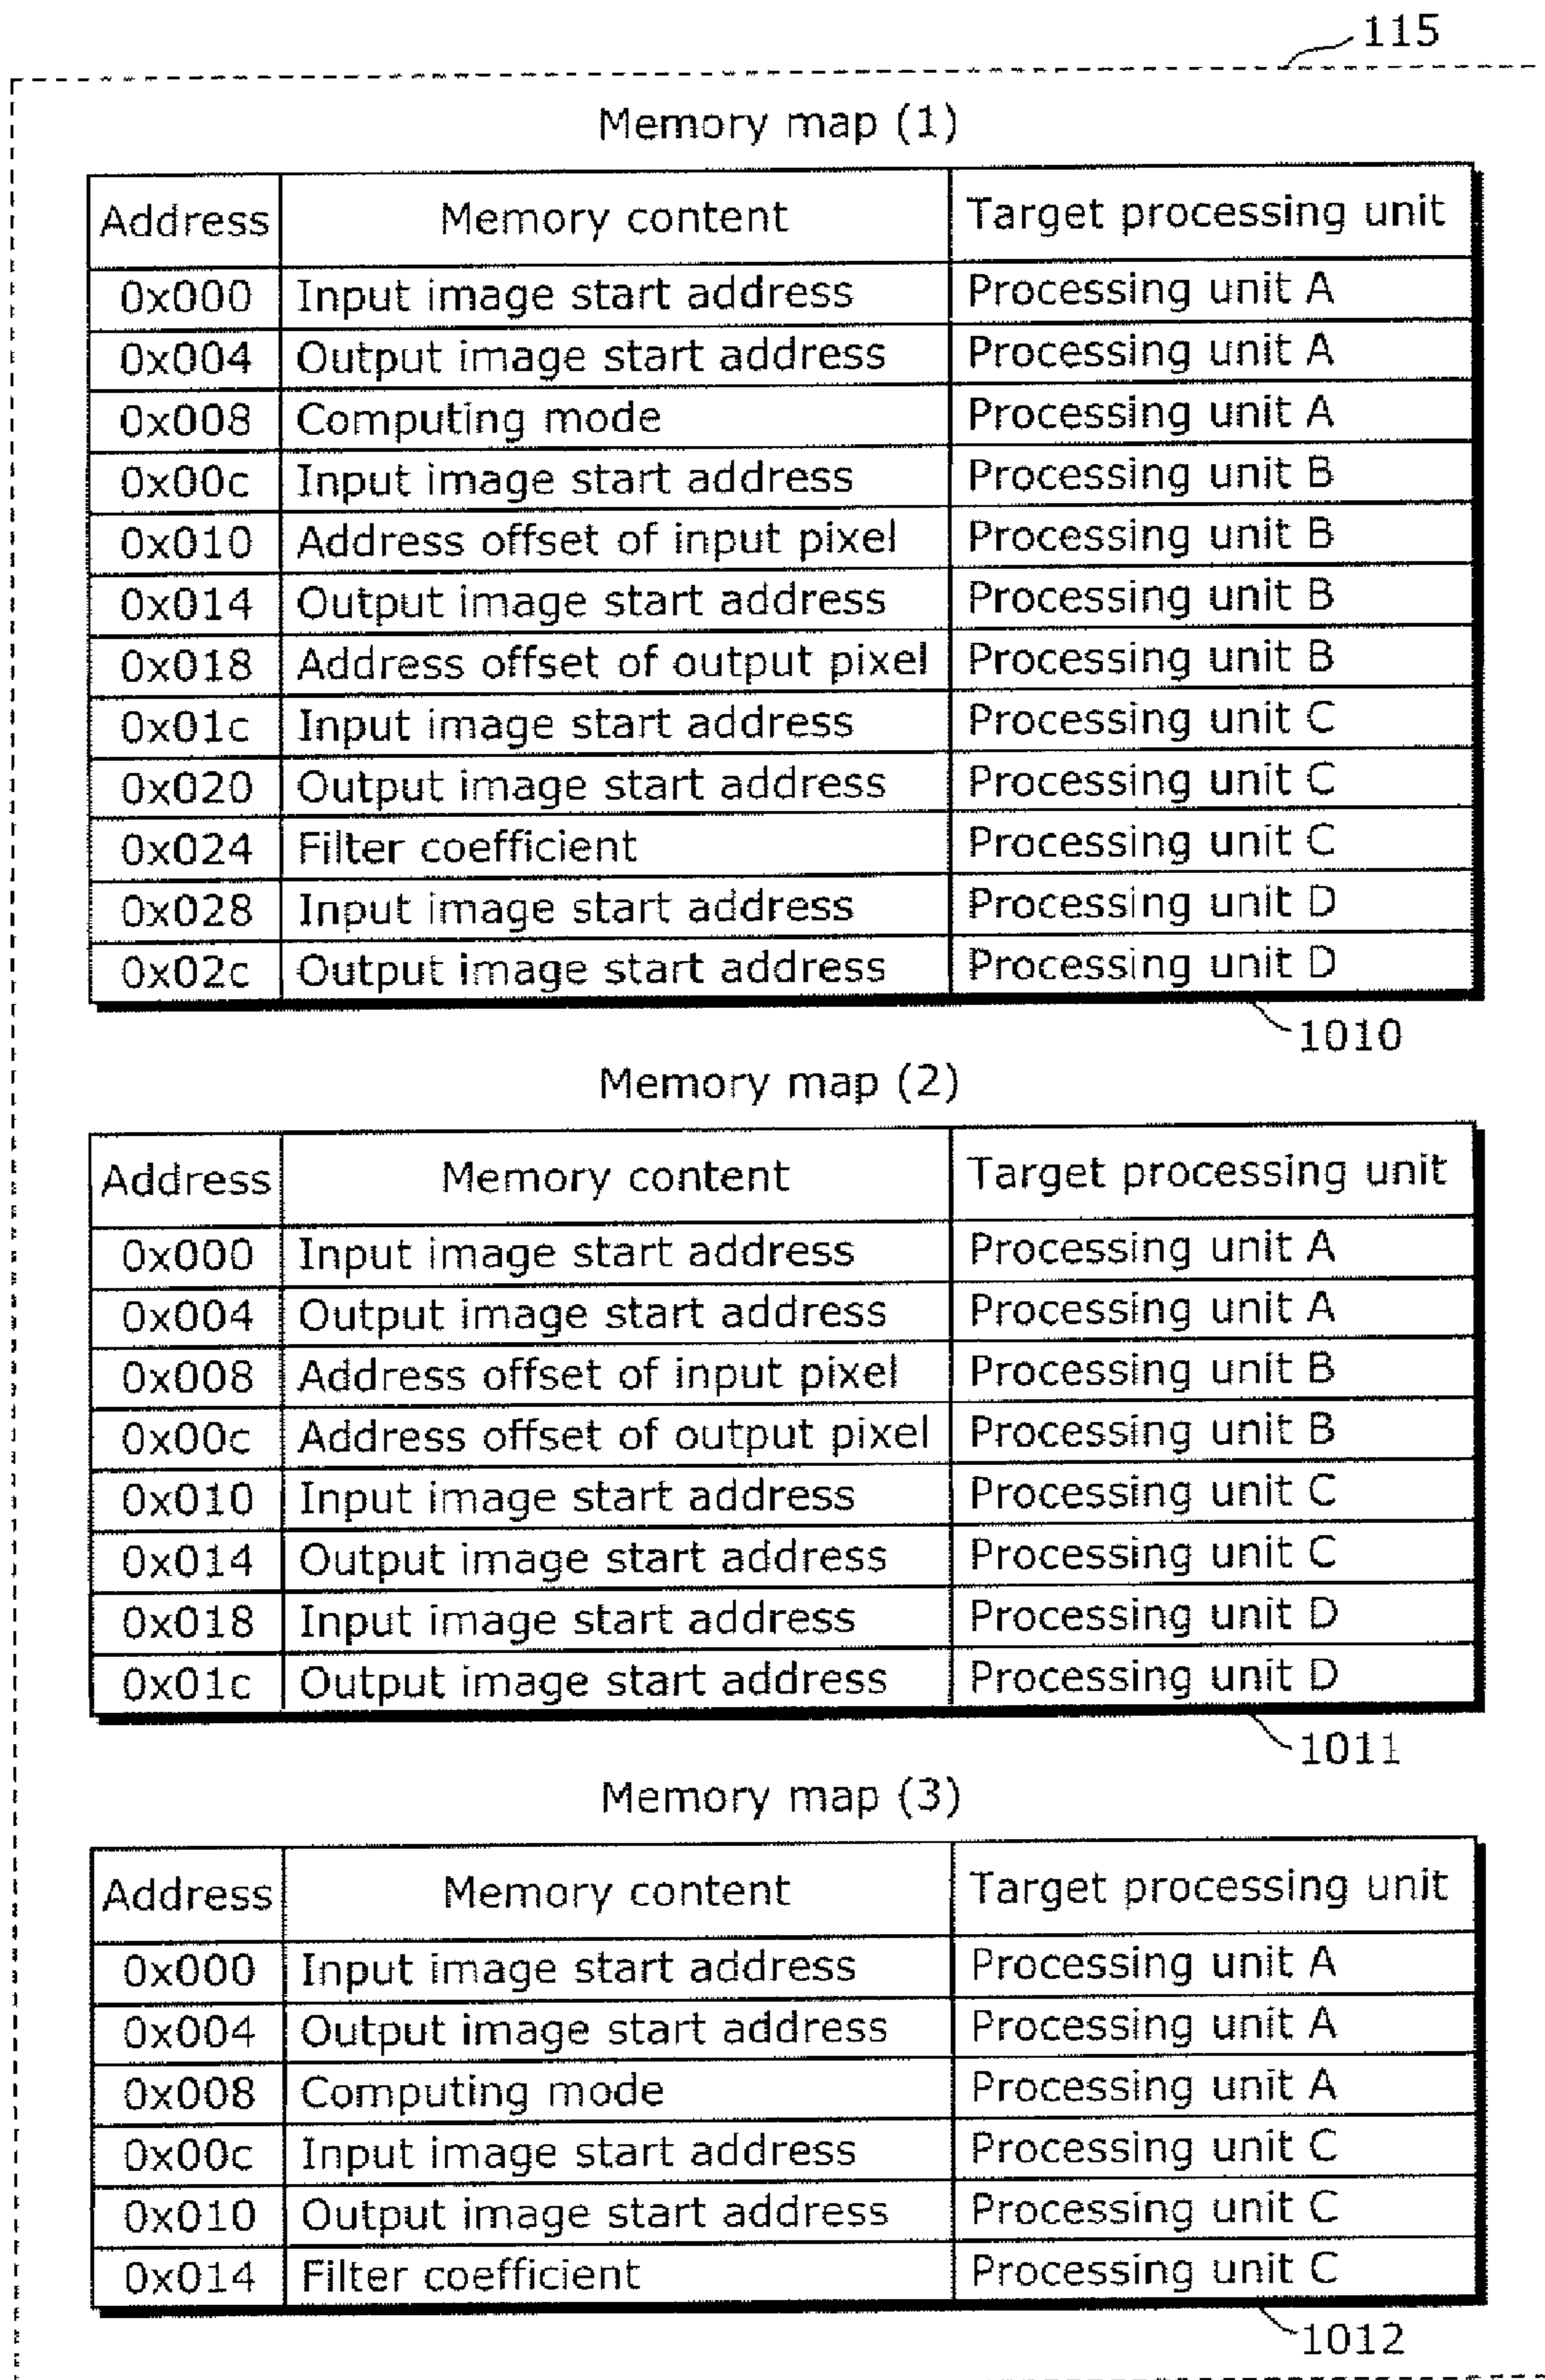 115
Memory map (1)
Address Memory content Target processing unit
0x000 Input image start address Processing unit A
0x004 Output image start address Processing unit A
0x008 Computing mode Processing unit A
0x00c Input image start address Processing unit B
0x010 Address offset of input pixel Processing unit B
0x014 Output image start address Processing unit B
0x018 Address offset of output pixel Processing unit B
0x01c Input image start address Processing unit C
0x020 Output image start address Processing unit C
0x024 Filter coefficient Processing unit C
0x028 Input image start address Processing unit D
0x02c Output image start address Processing unit D
1010
Memory map (2)
Address Memory content Target processing unit
0x000 Input image start address Processing unit A
0x004 Output image start address Processing unit A
0x008 Address offset of input pixel Processing unit B
0x00c Address offset of output pixel Processing unit B
0x010 Input image start address Processing unit C
0x014 Output image start address Processing unit C
0x018 Input image start address Processing unit D
0x01c Output image start address Processing unit D
1011
Memory map (3)
Address Memory content Target processing unit
0x000 Input image start address Processing unit A
0x004 Output image start address Processing unit A
0x008 Computing mode Processing unit A
0x00c Input image start address Processing unit C
0x010 Output image start address Processing unit C
0x014 Filter coefficient Processing unit C
1012